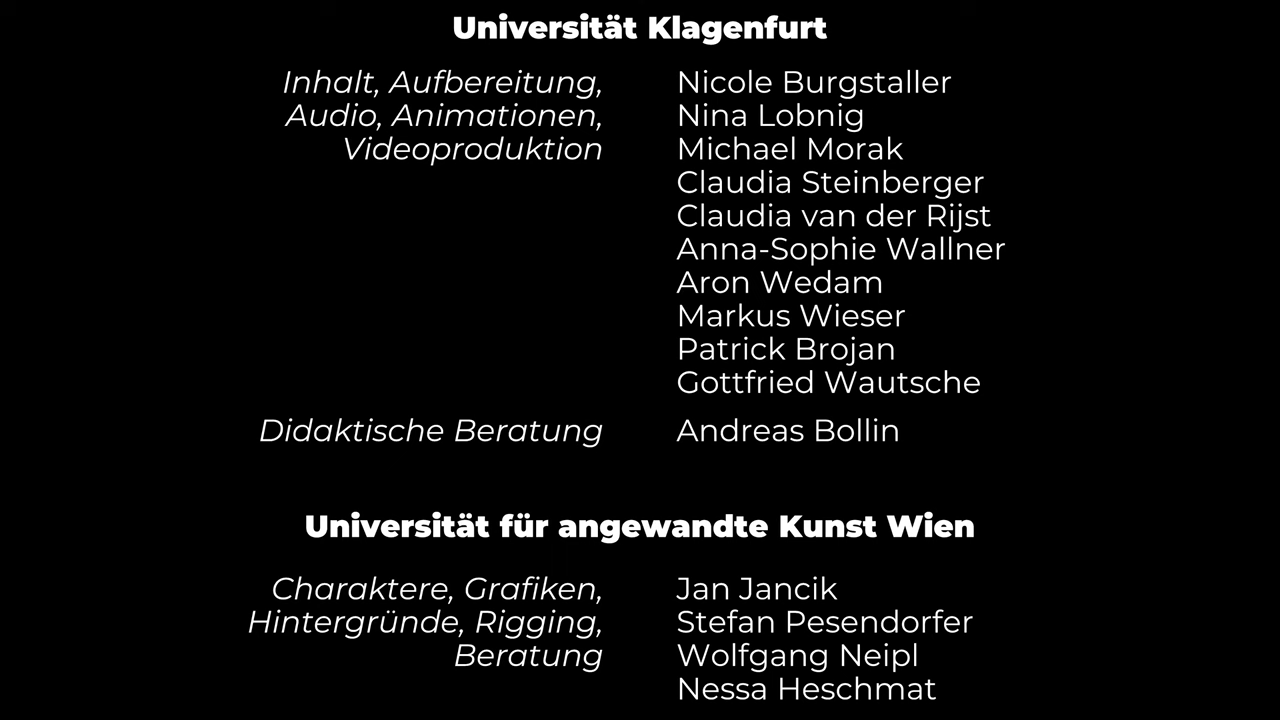 Universität Klagenfurt
Inhalt, Aufbereitung, Nicole Burgstaller
Audio, Animationen, Nina Lobnig
Videoproduktion Michael Morak
Claudia Steinberger
Claudia van der Rijst
Anna-Sophie Wallner
Aron Wedam
Markus Wieser
Patrick Brojan
Gottfried Wautsche
Didaktische Beratung Andreas Bollin
Universität für angewandte Kunst Wien
Charaktere, Grafiken, Jan Jancik
Hintergründe, Rigging, Stefan Pesendorfer
Beratung Wolfgang Neipl
Nessa Heschmat